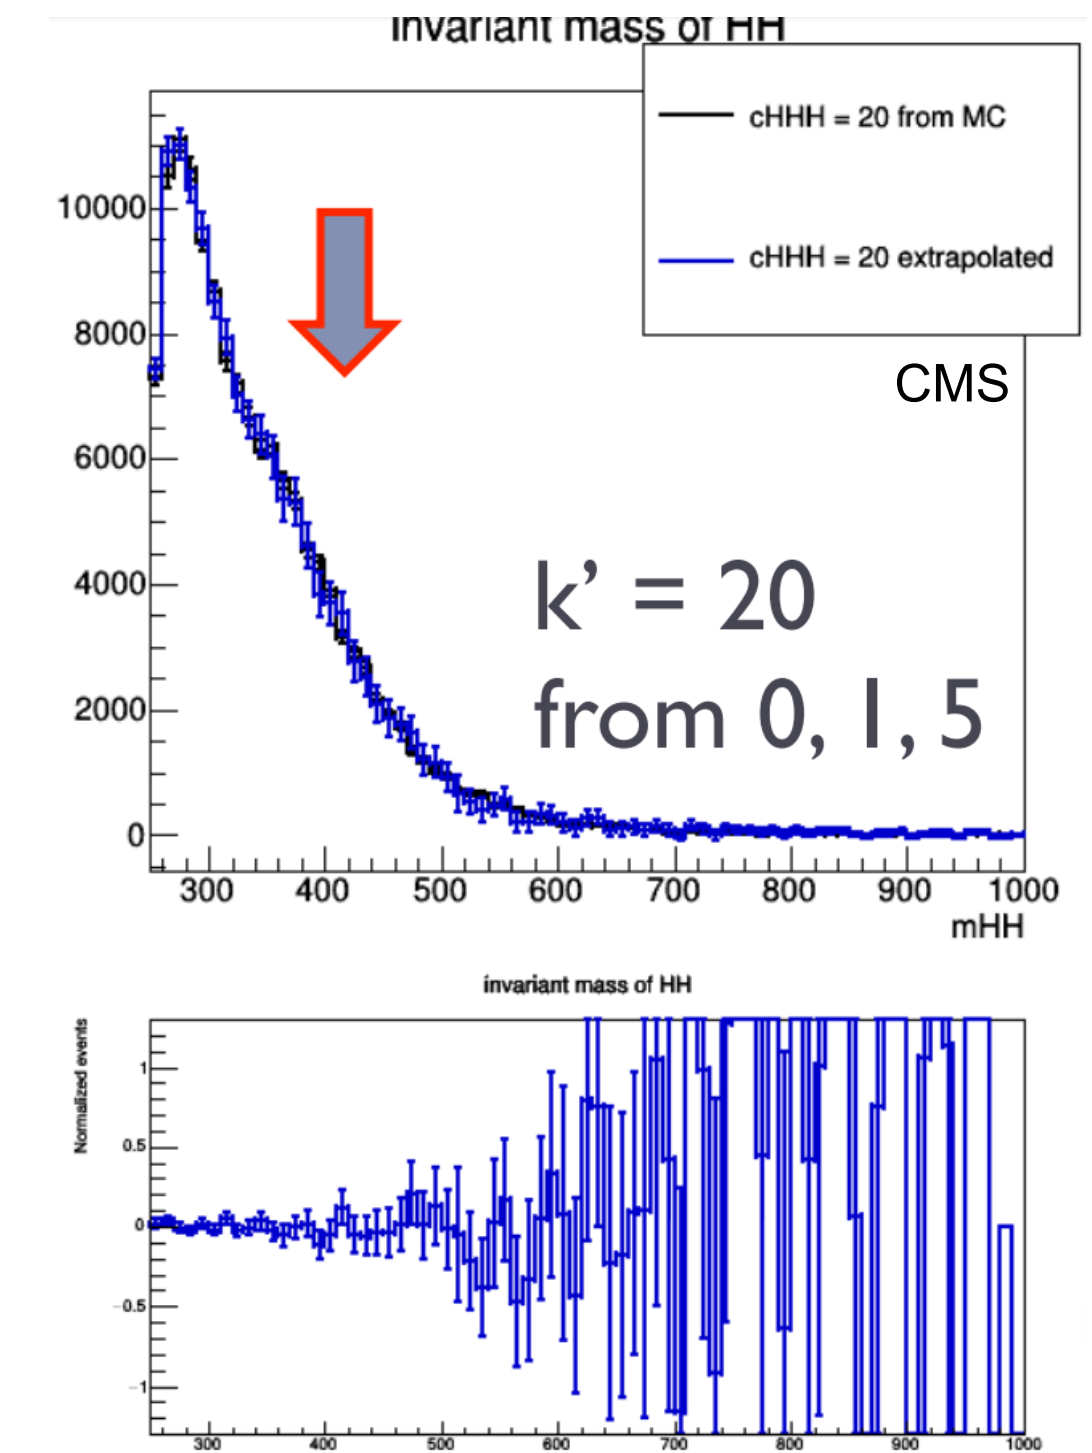 invariant mass of HH
cHHH = 20 from MC
cHHH = 20 extrapolated
CMS
10000
8000
6000
4000
2000
0
k’ = 20
from 0, 1, 5
300 400 500 600 700 800 900 1000
mHH
invariant mass of HH
Normalized events
1
0.5
0
-0.5
-1
300 400 500 600 700 800 900 1000